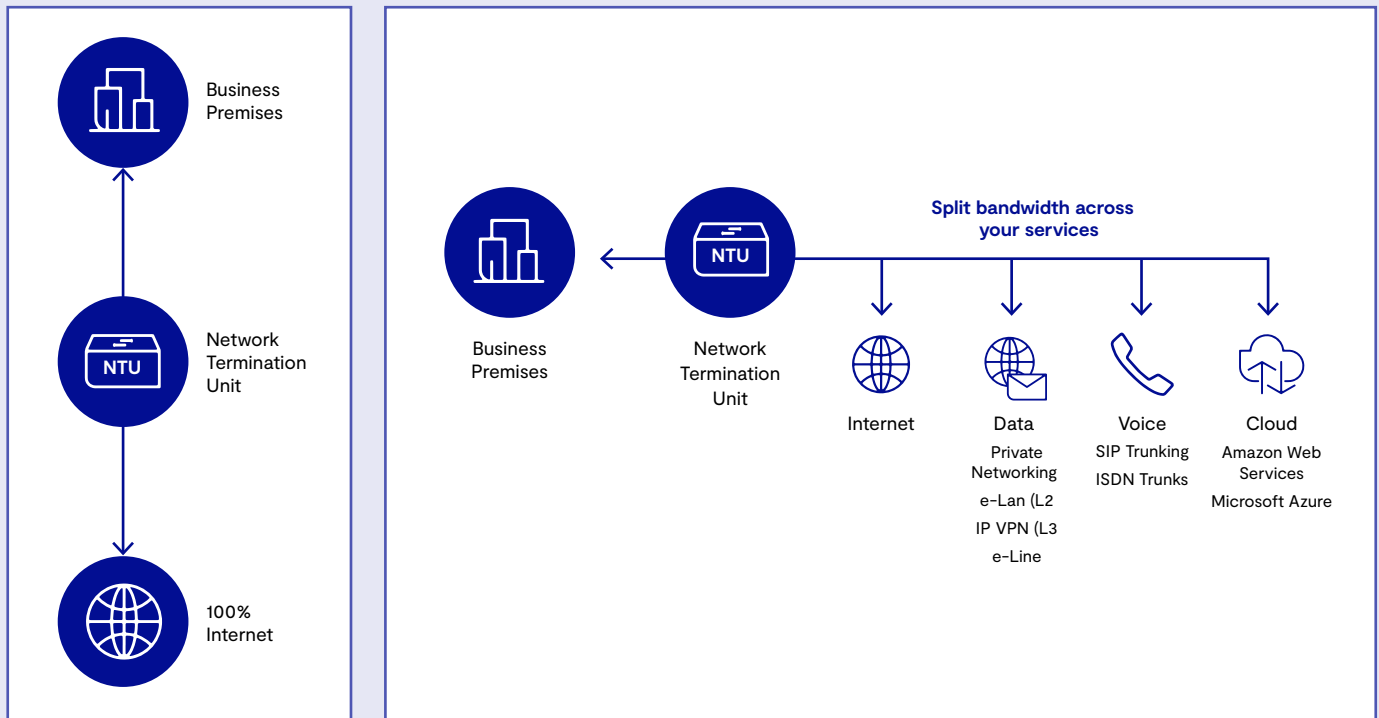 Business
Premises
NTU
Network
Termination
Unit
100%
Internet
Split bandwidth across
your services
NTU
Business
Premises
Network
Termination
Unit
Internet
Data
Private
Networking
e-Lan (L2
IP VPN (L3
e-Line
Voice
SIP Trunking
ISDN Trunks
Cloud
Amazon Web
Services
Microsoft Azure